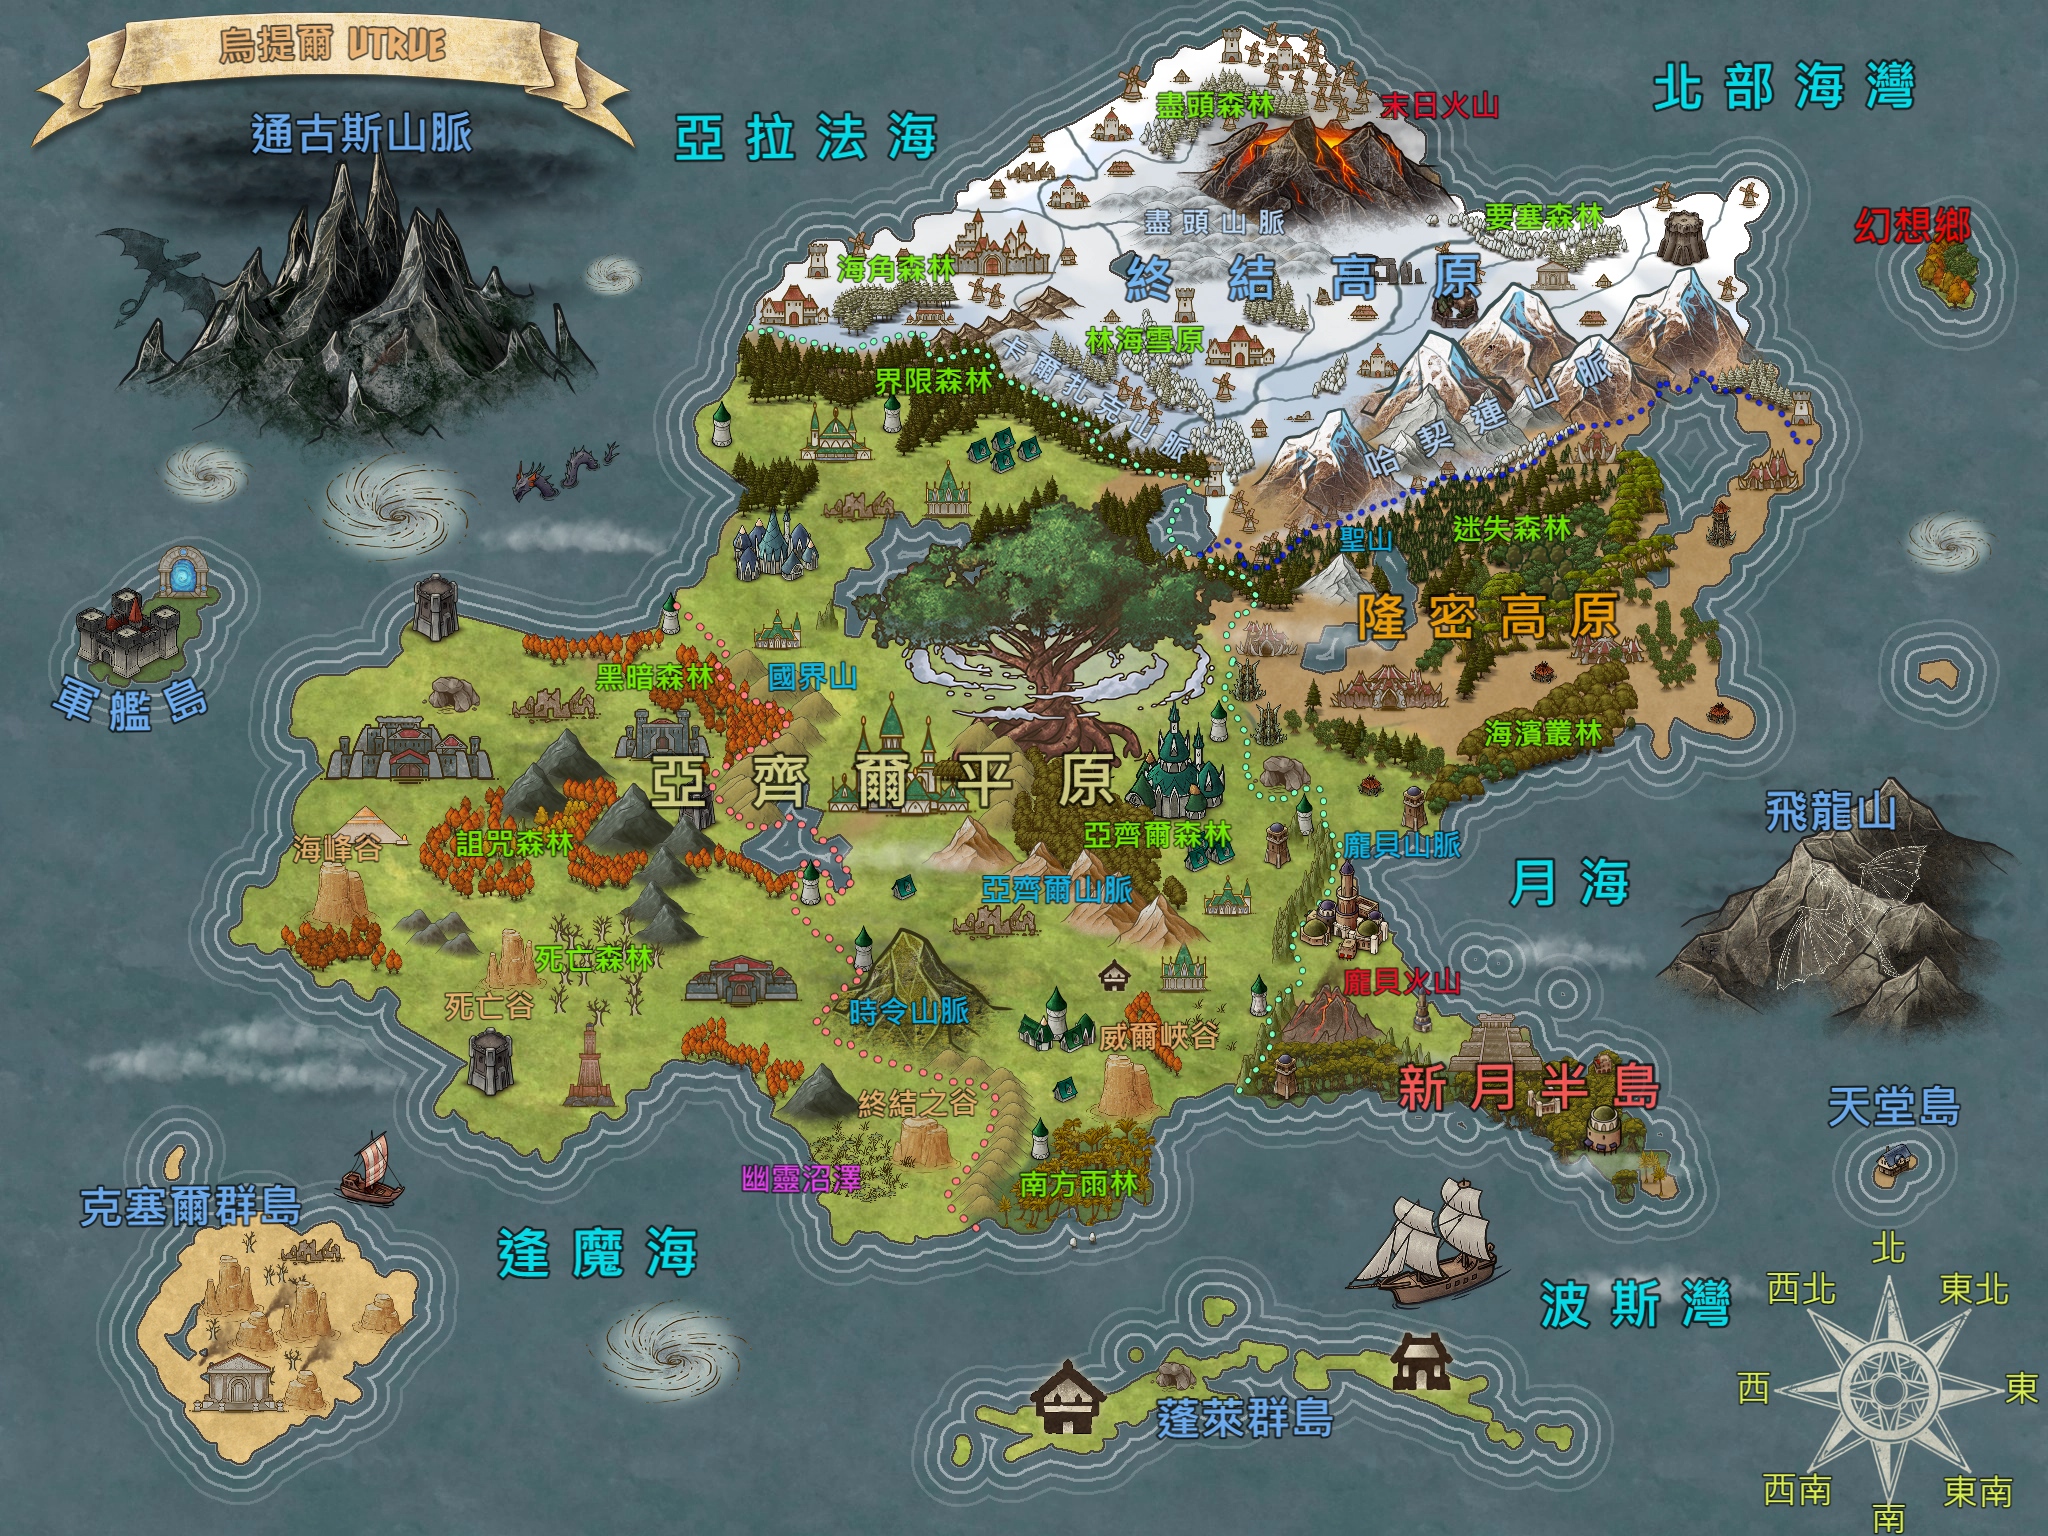 烏提爾 UTRUE
通古斯山脈
亞拉法海
北部海灣
盡頭森林
末日火山
盡頭山脈
要塞森林
幻想鄉
海角森林
終結高原
林海雪原
卡爾扎克山脈
界限森林
哈契連山脈
聖山
迷失森林
隆密高原
軍艦島
黑暗森林
國界山
海濱叢林
亞齊爾平原
飛龍山
海峰谷
詛咒森林
亞齊爾森林
龐貝山脈
亞齊爾山脈
月海
死亡森林
死亡谷
時令山脈
威爾峽谷
龐貝火山
新月半島
終結之谷
天堂島
幽靈沼澤
南方雨林
克塞爾群島
逢魔海
波斯灣
蓬萊群島
北
西北
東北
西
東
西南
東南
南